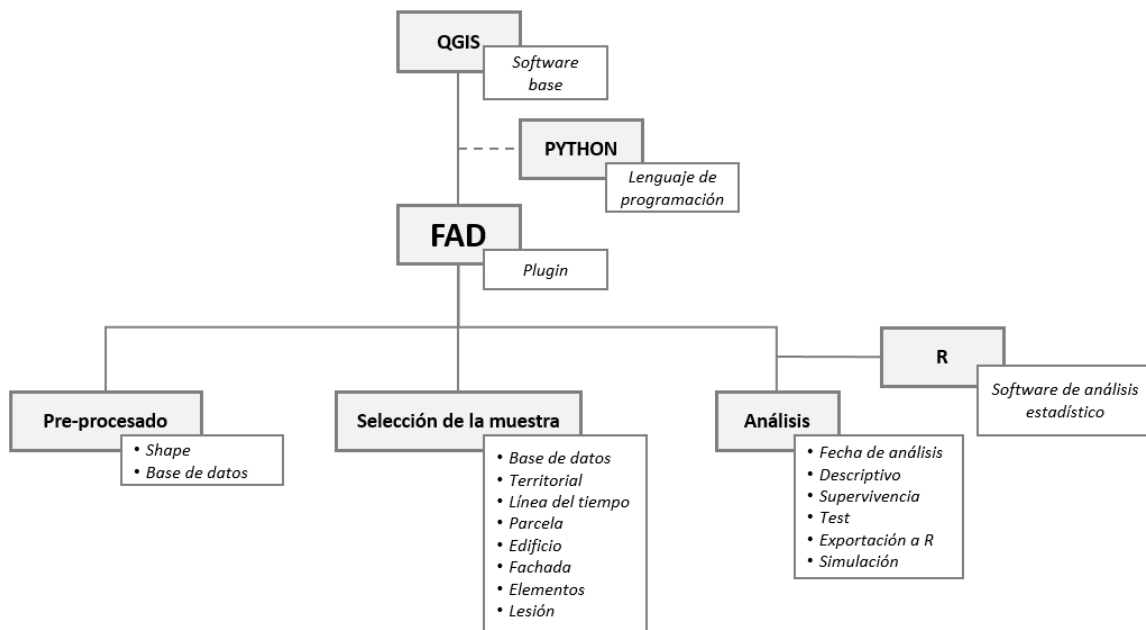 QGIS
Software
base
PYTHON
Lenguaje de
programación
FAD
Plugin
R
Software de análisis
estadístico
Pre-procesado
• Shape
• Base de datos
Selección de la muestra
• Base de datos
• Territorial
• Línea del tiempo
• Parcela
• Edificio
• Fachada
• Elementos
• Lesión
Análisis
• Fecha de análisis
• Descriptivo
• Supervivencia
• Test
• Exportación a R
• Simulación